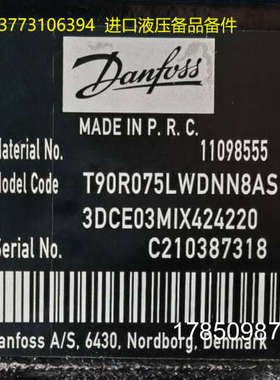 3773106394 进口液压备品备件
Danfoss
MADE IN P. R. C.
Material No. 11098555
Model Code T90R075LWDNN8AS
3DCE03MIX424220
Serial No. C210387318
17850987
Danfoss A/S, 6430, Nordborg, Denmark